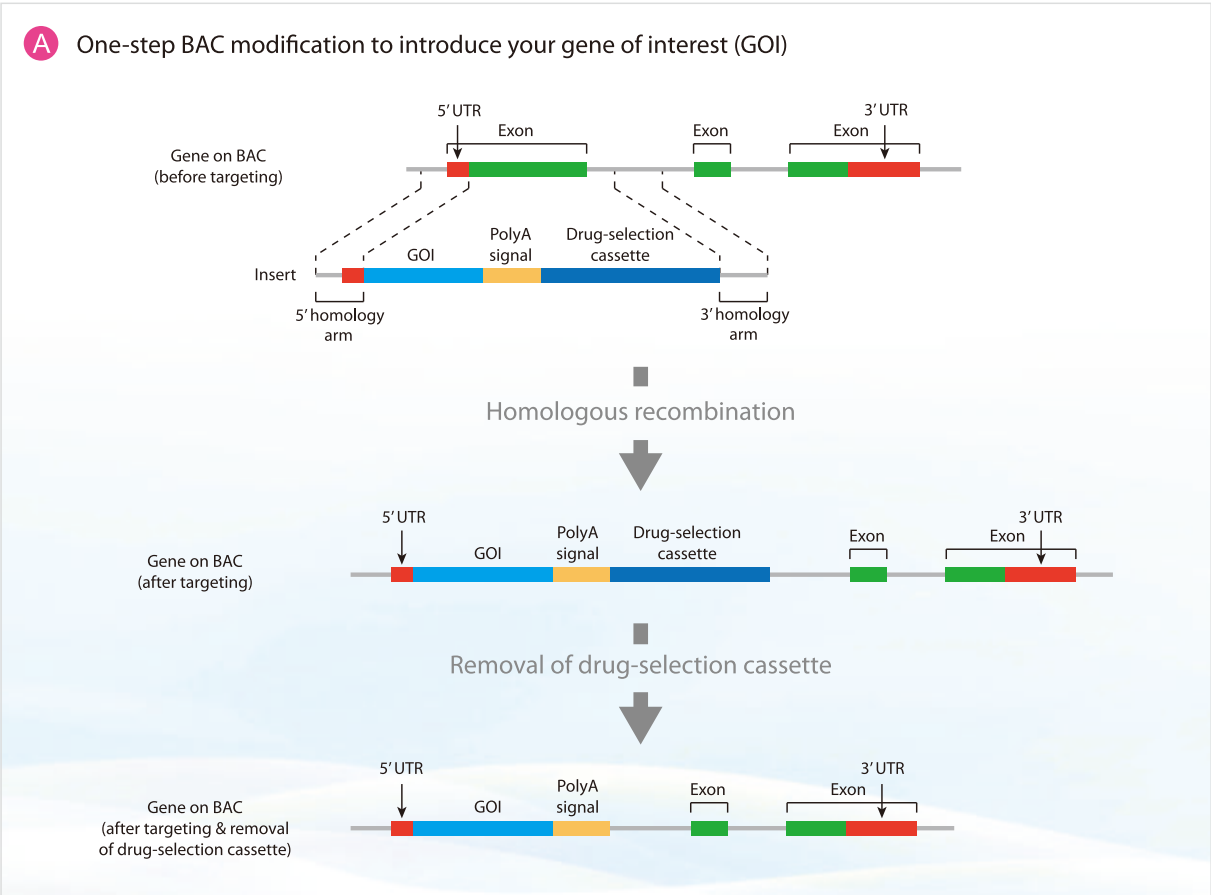 A One-step BAC modification to introduce your gene of interest (GOI)
5’ UTR
Exon
Exon
3’ UTR
Exon
Gene on BAC
(before targeting)
GOI
PolyA
signal
Drug-selection
cassette
Insert
5’ homology
arm
3’ homology
arm
Homologous recombination
5’ UTR
GOI
PolyA
signal
Drug-selection
cassette
Exon
3’ UTR
Exon
Gene on BAC
(after targeting)
Removal of drug-selection cassette
5’ UTR
GOI
PolyA
signal
Exon
3’ UTR
Exon
Gene on BAC
(after targeting & removal
of drug-selection cassette)